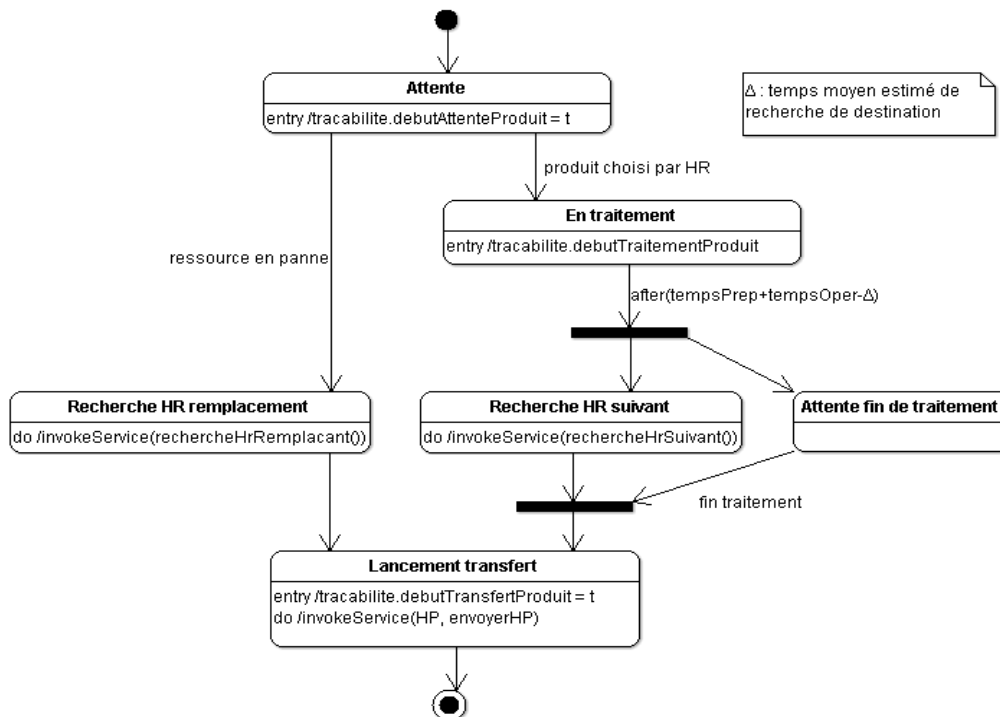 Attente
entry /tracabilite.debutAttenteProduit = t
Δ : temps moyen estimé de
recherche de destination
produit choisi par HR
En traitement
entry /tracabilite.debutTraitementProduit
ressource en panne
after(tempsPrep+tempsOper-Δ)
Recherche HR remplacement
do /invokeService(rechercheHrRemplacant())
Recherche HR suivant
do /invokeService(rechercheHrSuivant())
Attente fin de traitement
fin traitement
Lancement transfert
entry /tracabilite.debutTransfertProduit = t
do /invokeService(HP, envoyerHP)